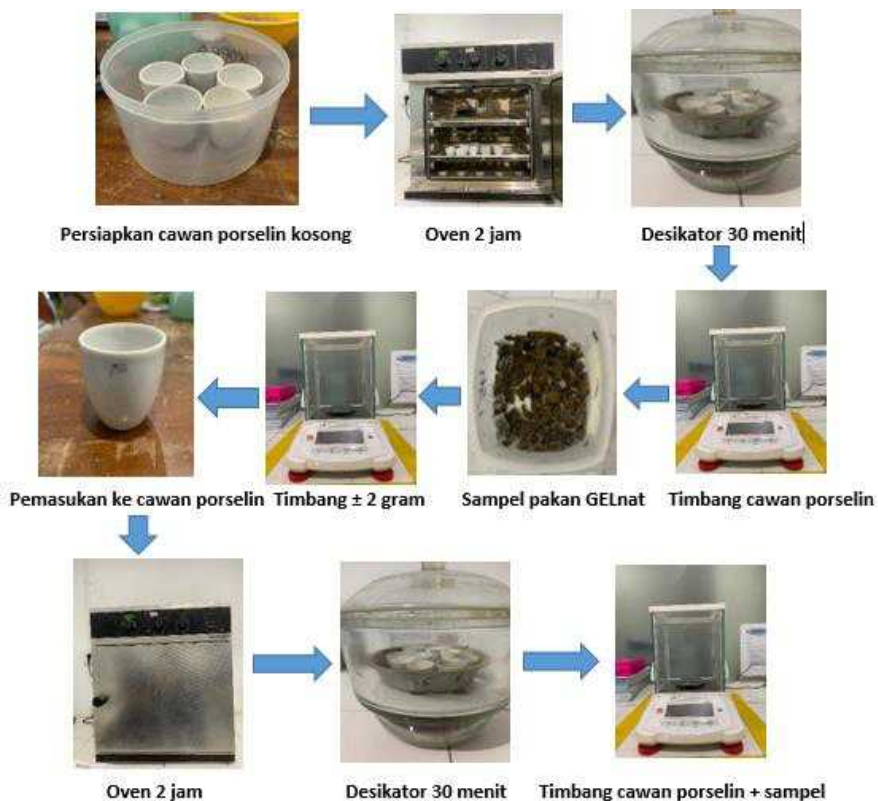 Persiapkan cawan porselin kosong
Oven 2 jam
Desikator 30 menit
Pemasukan ke cawan porselin
Timbang ± 2 gram
Sampel pakan GELnat
Timbang cawan porselin
Oven 2 jam
Desikator 30 menit
Timbang cawan porselin + sampel